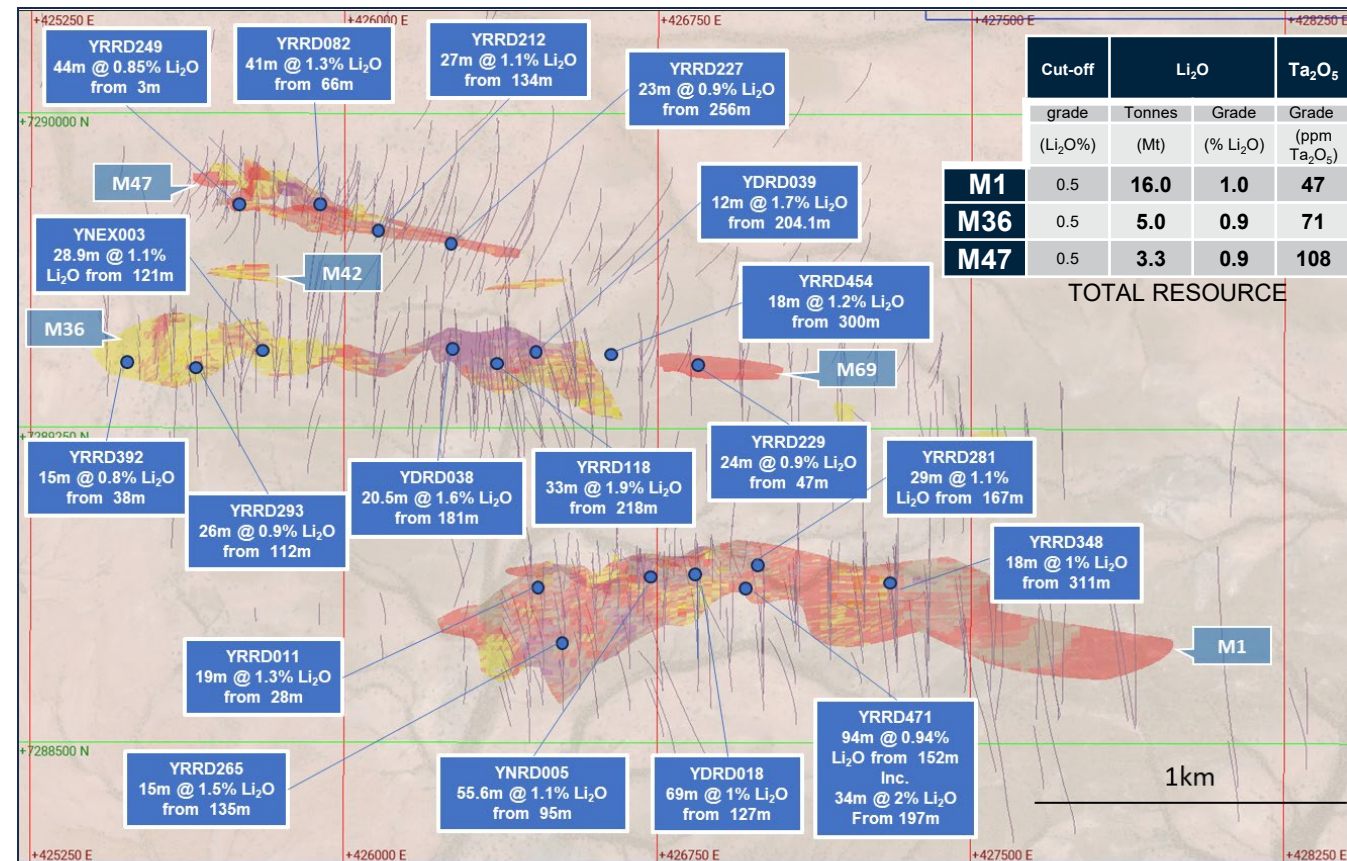 +425250 E
+426000 E
+426750 E
+427500 E
+428250 E
YRRD249
44m @ 0.85% Li₂O
from 3m
YRRD082
41m @ 1.3% Li₂O
from 66m
YRRD212
27m @ 1.1% Li₂O
from 134m
YRRD227
23m @ 0.9% Li₂O
from 256m
Cut-off
Li₂O
Ta₂O₅
grade
Tonnes
Grade
Grade
(Li₂O%)
(Mt)
(% Li₂O)
(ppm
Ta₂O₅)
M1
0.5
16.0
1.0
47
M36
0.5
5.0
0.9
71
M47
0.5
3.3
0.9
108
TOTAL RESOURCE
+7290000 N
M47
YDRD039
12m @ 1.7% Li₂O
from 204.1m
YNEX003
28.9m @ 1.1%
Li₂O from 121m
M42
YRRD454
18m @ 1.2% Li₂O
from 300m
M36
M69
+7289250 N
YRRD392
15m @ 0.8% Li₂O
from 38m
YRRD293
26m @ 0.9% Li₂O
from 112m
YDRD038
20.5m @ 1.6% Li₂O
from 181m
YRRD118
33m @ 1.9% Li₂O
from 218m
YRRD229
24m @ 0.9% Li₂O
from 47m
YRRD281
29m @ 1.1%
Li₂O from 167m
YRRD348
18m @ 1% Li₂O
from 311m
M1
YRRD011
19m @ 1.3% Li₂O
from 28m
YRRD265
15m @ 1.5% Li₂O
from 135m
YNRD005
55.6m @ 1.1% Li₂O
from 95m
YDRD018
69m @ 1% Li₂O
from 127m
YRRD471
94m @ 0.94%
Li₂O from 152m
Inc.
34m @ 2% Li₂O
From 197m
+7288500 N
1km
+425250 E
+426000 E
+426750 E
+427500 E
+428250 E